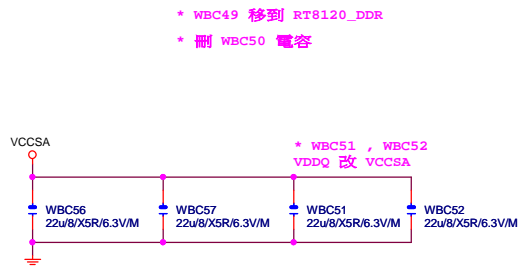 * WBC49 移到 RT8120_DDR
* 刪 WBC50 電容
VCCSA
* WBC51 , WBC52
VDDQ 改 VCCSA
WBC56
22u/8/X5R/6.3V/M
WBC57
22u/8/X5R/6.3V/M
WBC51
22u/8/X5R/6.3V/M
WBC52
22u/8/X5R/6.3V/M